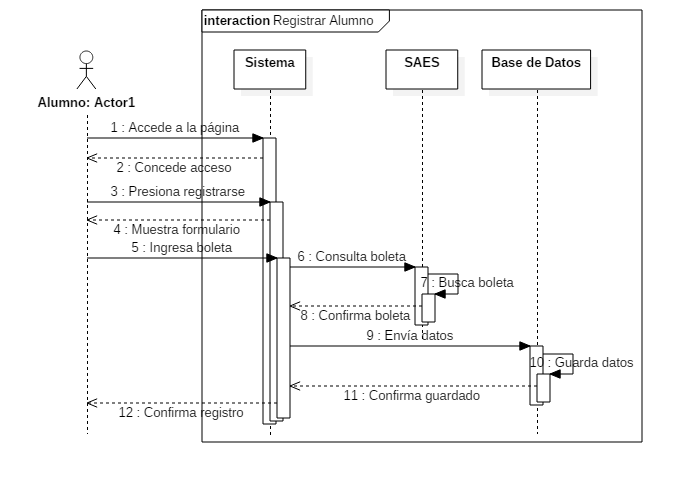 interaction Registrar Alumno
Sistema
SAES
Base de Datos
Alumno: Actor1
1 : Accede a la página
2 : Concede acceso
3 : Presiona registrarse
4 : Muestra formulario
5 : Ingresa boleta
6 : Consulta boleta
7 : Busca boleta
8 : Confirma boleta
9 : Envía datos
10 : Guarda datos
11 : Confirma guardado
12 : Confirma registro